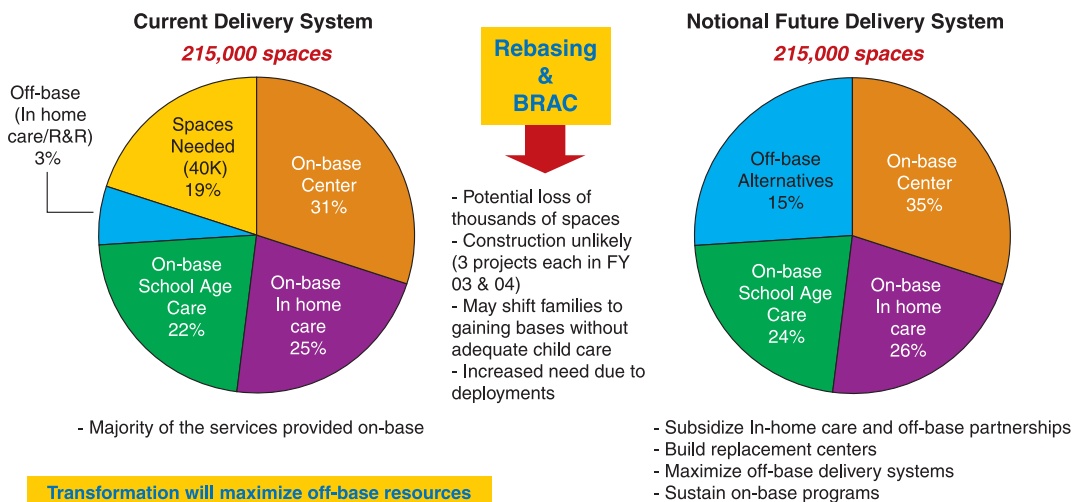 Current Delivery System
215,000 spaces
Off-base
(In home
care/R&R)
3%
Spaces
Needed
(40K)
19%
On-base
Center
31%
On-base
School Age
Care
22%
On-base
In home
care
25%
- Majority of the services provided on-base
Transformation will maximize off-base resources
Rebasing
&
BRAC
- Potential loss of
thousands of spaces
- Construction unlikely
(3 projects each in FY
03 & 04)
- May shift families to
gaining bases without
adequate child care
- Increased need due to
deployments
Notional Future Delivery System
215,000 spaces
Off-base
Alternatives
15%
On-base
Center
35%
On-base
School Age
Care
24%
On-base
In home
care
26%
- Subsidize In-home care and off-base partnerships
- Build replacement centers
- Maximize off-base delivery systems
- Sustain on-base programs